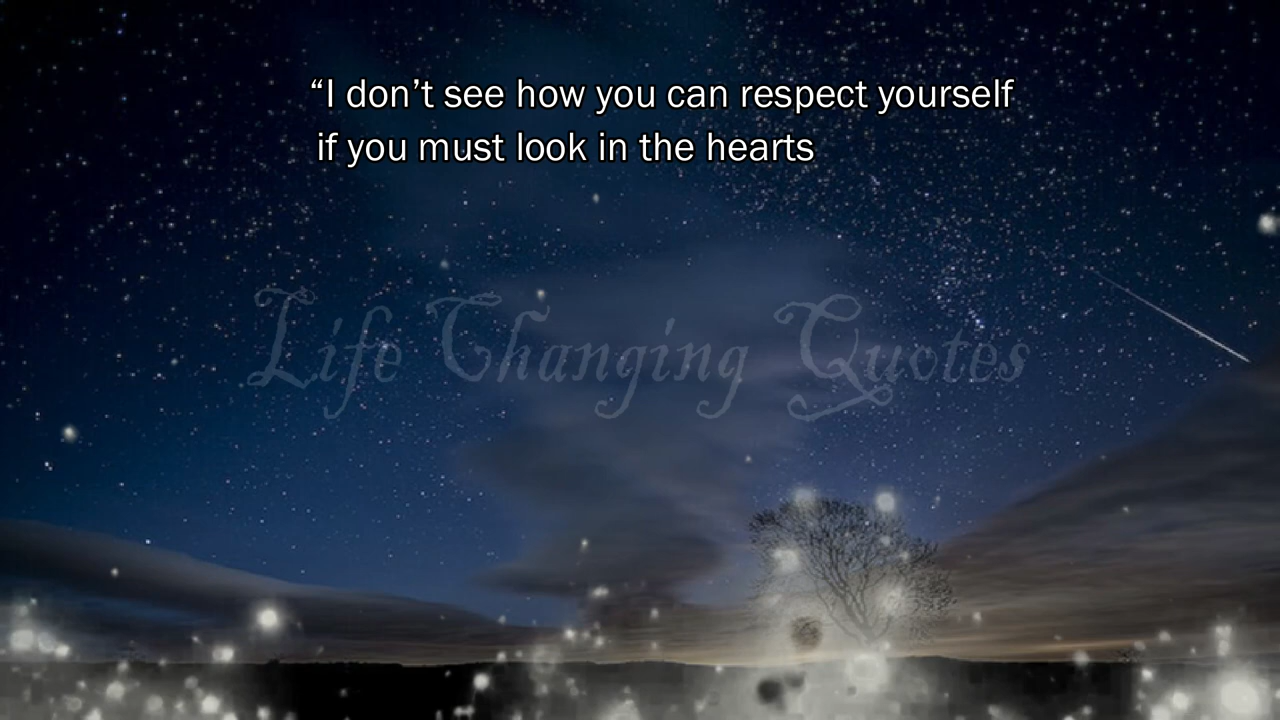 “I don’t see how you can respect yourself
if you must look in the hearts
Life Changing Quotes